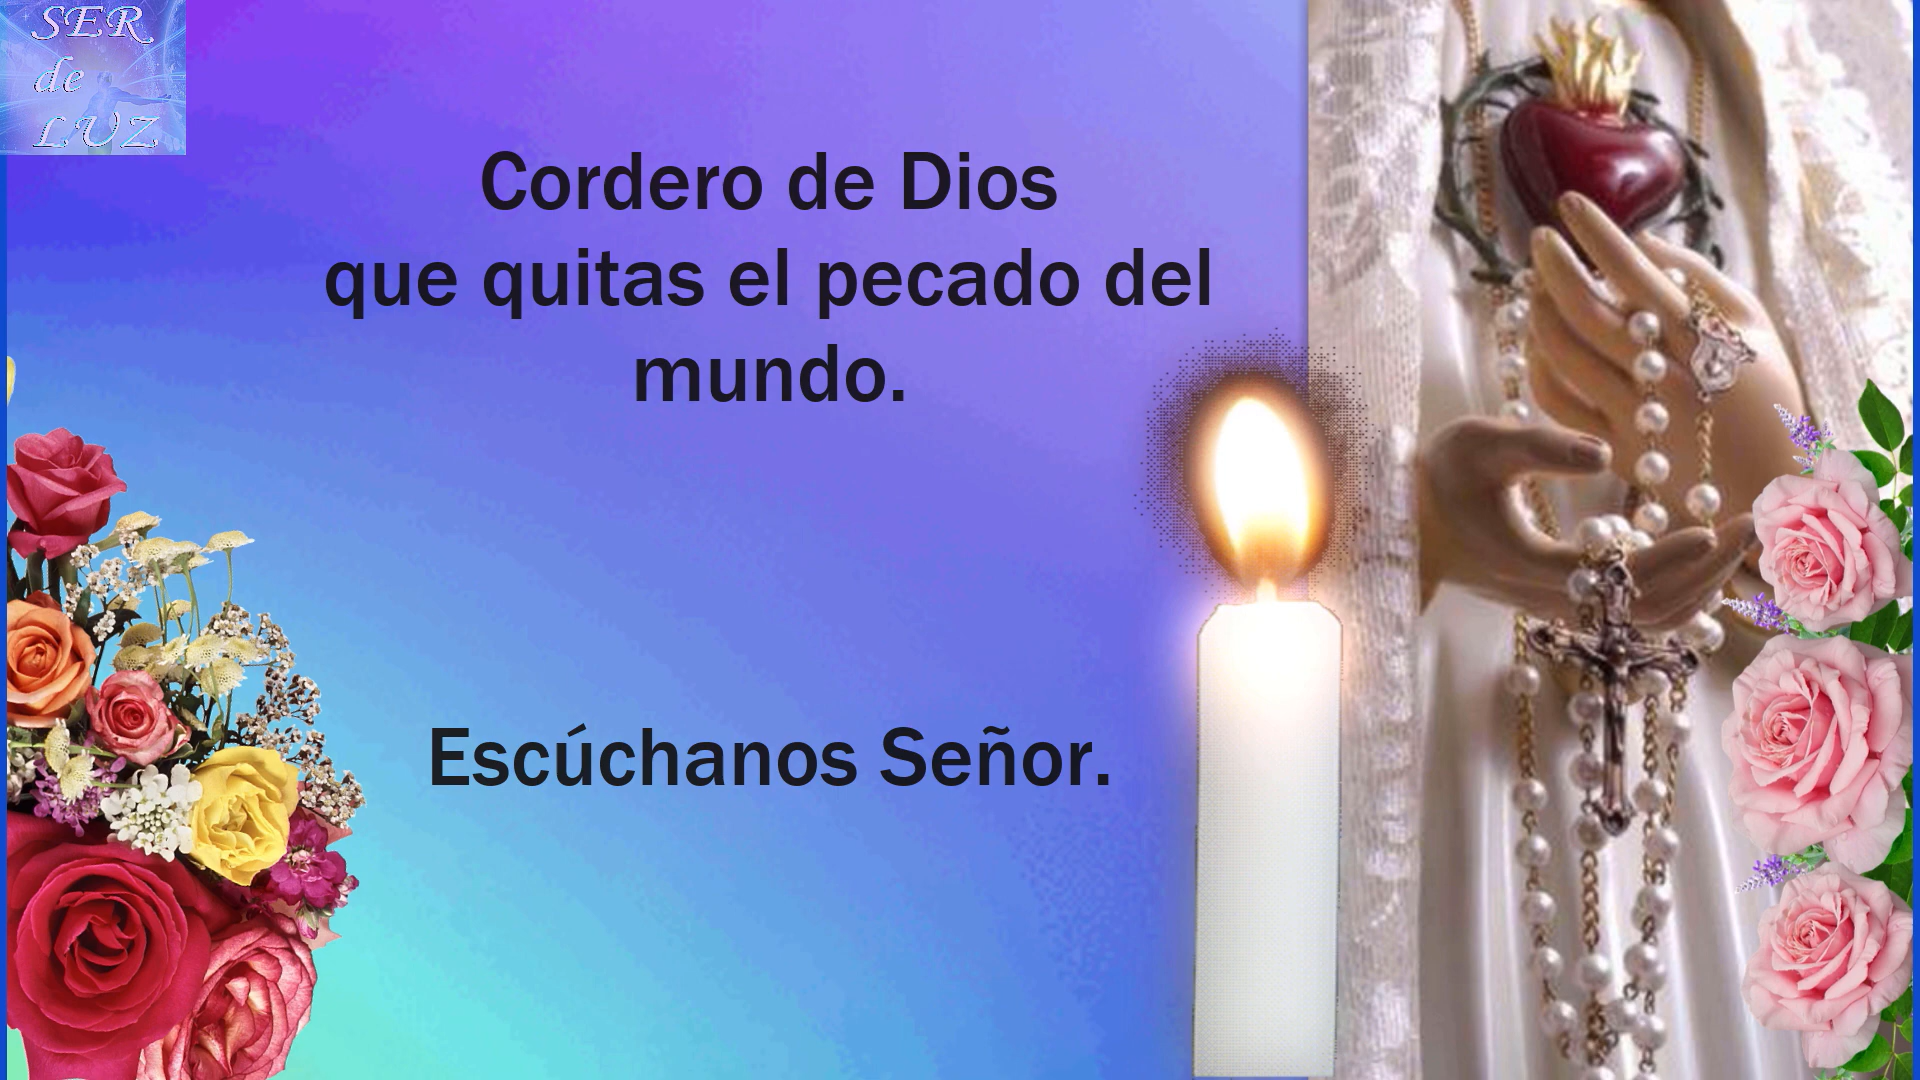 SER
de
LUZ
Cordero de Dios
que quitas el pecado del
mundo.
Escúchanos Señor.